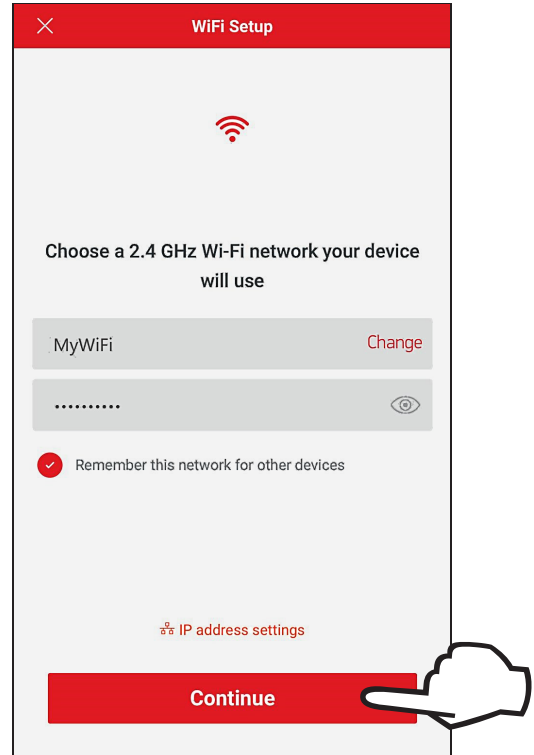 WiFi Setup
Choose a 2.4 GHz Wi-Fi network your device
will use
MyWiFi Change
••••••••••
Remember this network for other devices
IP address settings
Continue